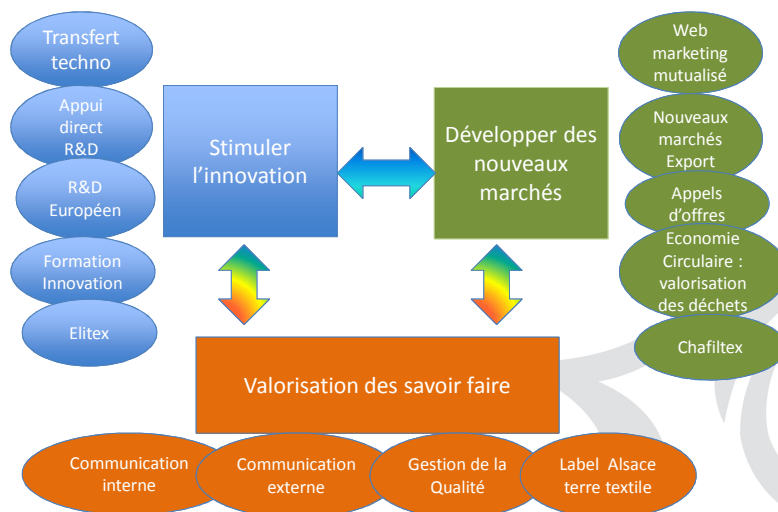 Transfert
techno
Appui
direct
R&D
R&D
Européen
Formation
Innovation
Elitex
Stimuler
l’innovation
Développer des
nouveaux
marchés
Web
marketing
mutualisé
Nouveaux
marchés
Export
Appels
d’offres
Economie
Circulaire :
valorisation
des déchets
Chafiltex
Valorisation des savoir faire
Communication
interne
Communication
externe
Gestion de la
Qualité
Label Alsace
terre textile